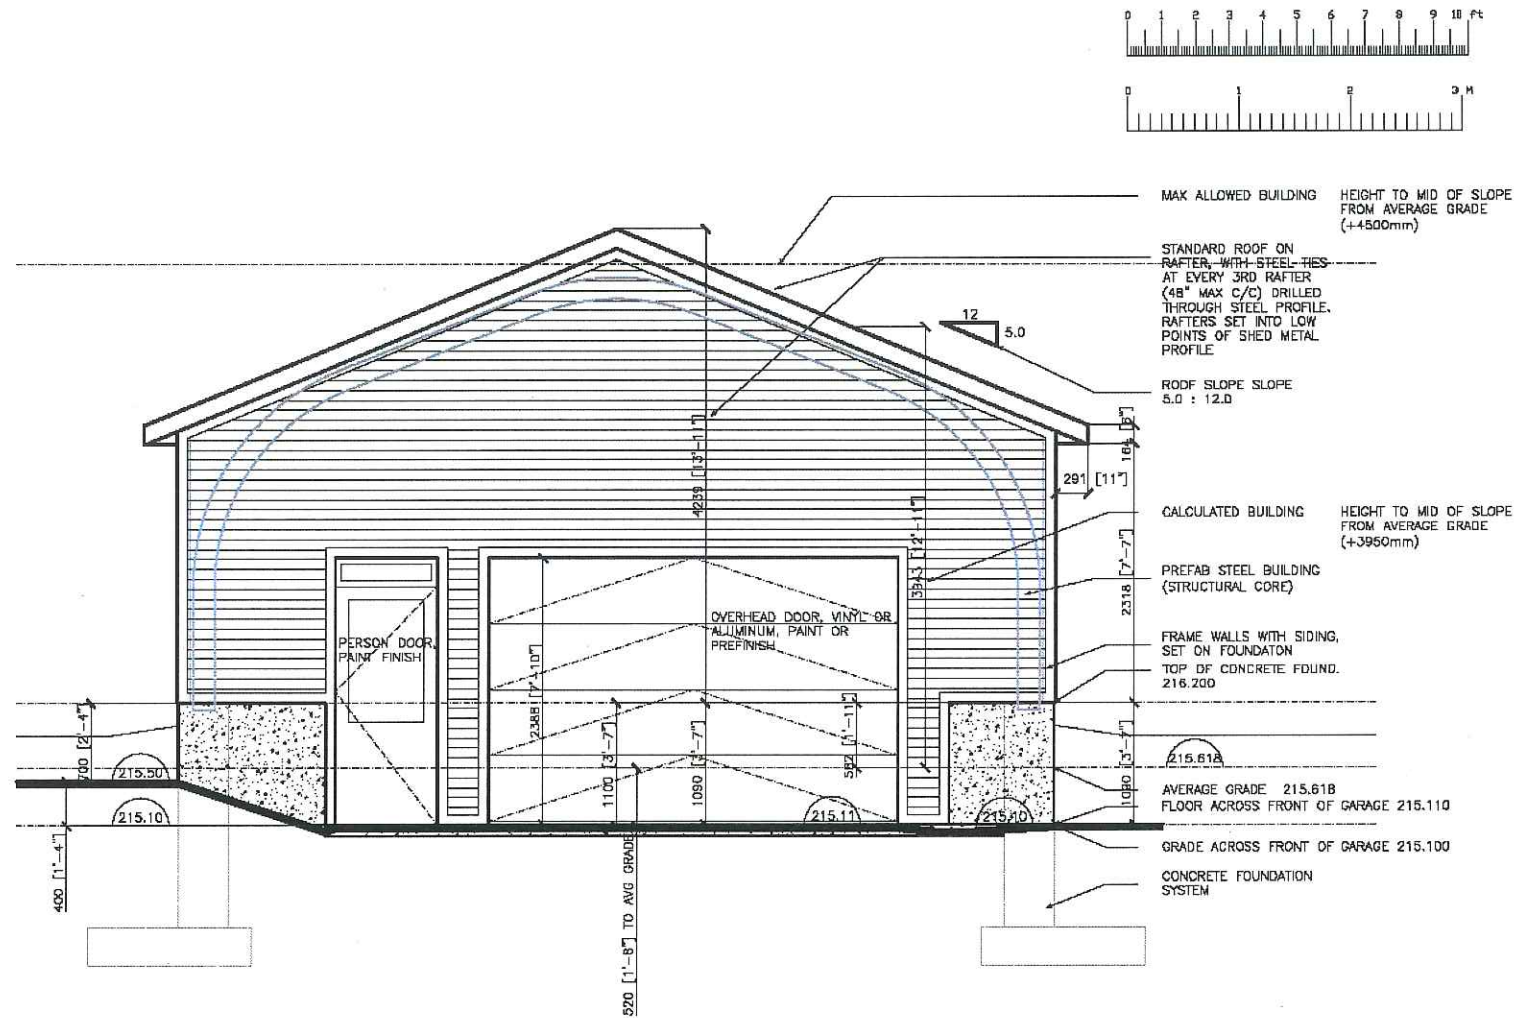 0 1 2 3 4 5 6 7 8 9 10 ft
0 1 2 3 M
MAX ALLOWED BUILDING HEIGHT TO MID OF SLOPE
FROM AVERAGE GRADE
(+4500mm)
STANDARD ROOF ON
RAFTER, WITH STEEL TIES
AT EVERY 3RD RAFTER
(48" MAX C/C) DRILLED
THROUGH STEEL PROFILE.
RAFTERS SET INTO LOW
POINTS OF SHED METAL
PROFILE
12
5.0
ROOF SLOPE SLOPE
5.0 : 12.0
164 [6"]
291 [11"]
4239 [13'-11"]
3943 [12'-11"]
CALCULATED BUILDING HEIGHT TO MID OF SLOPE
FROM AVERAGE GRADE
(+3950mm)
PREFAB STEEL BUILDING
(STRUCTURAL CORE)
2318 [7'-7"]
OVERHEAD DOOR, VINYL OR
ALUMINUM, PAINT OR
PREFINISH
PERSON DOOR,
PAINT FINISH
FRAME WALLS WITH SIDING,
SET ON FOUNDATON
TOP OF CONCRETE FOUND.
216.200
2388 [7'-10"]
700 [2'-4"]
1100 [3'-7"]
1090 [3'-7"]
582 [1'-11"]
1090 [3'-7"]
215.50
215.618
AVERAGE GRADE 215.618
FLOOR ACROSS FRONT OF GARAGE 215.110
215.10
215.11
215.10
GRADE ACROSS FRONT OF GARAGE 215.100
400 [1'-4"]
CONCRETE FOUNDATION
SYSTEM
520 [1'-8"] TO AVG GRADE